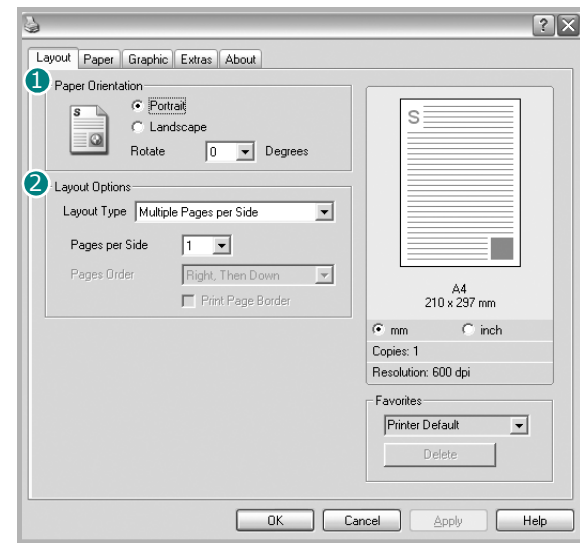 Layout Paper Graphic Extras About
1
Paper Orientation
S
Portrait
Landscape
Rotate 0 Degrees
2
Layout Options
Layout Type Multiple Pages per Side
Pages per Side 1
Pages Order Right, Then Down
Print Page Border
S
A4
210 x 297 mm
mm inch
Copies: 1
Resolution: 600 dpi
Favorites
Printer Default
Delete
OK Cancel Apply Help